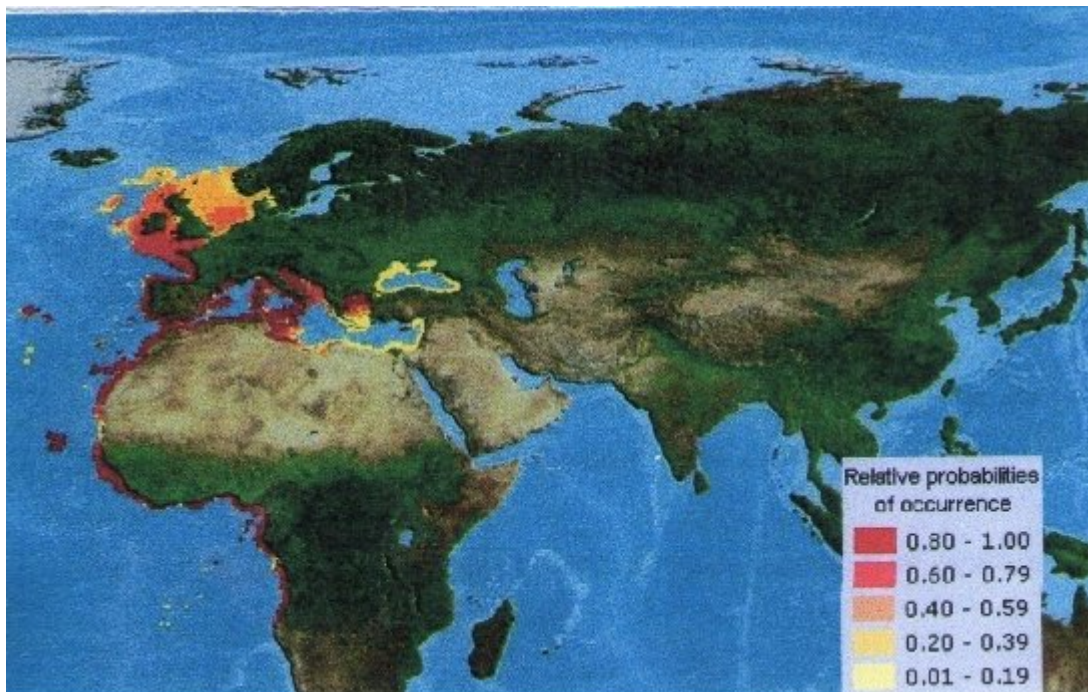 Relative probabilities
of occurrence
0.80 - 1.00
0.60 - 0.79
0.40 - 0.59
0.20 - 0.39
0.01 - 0.19